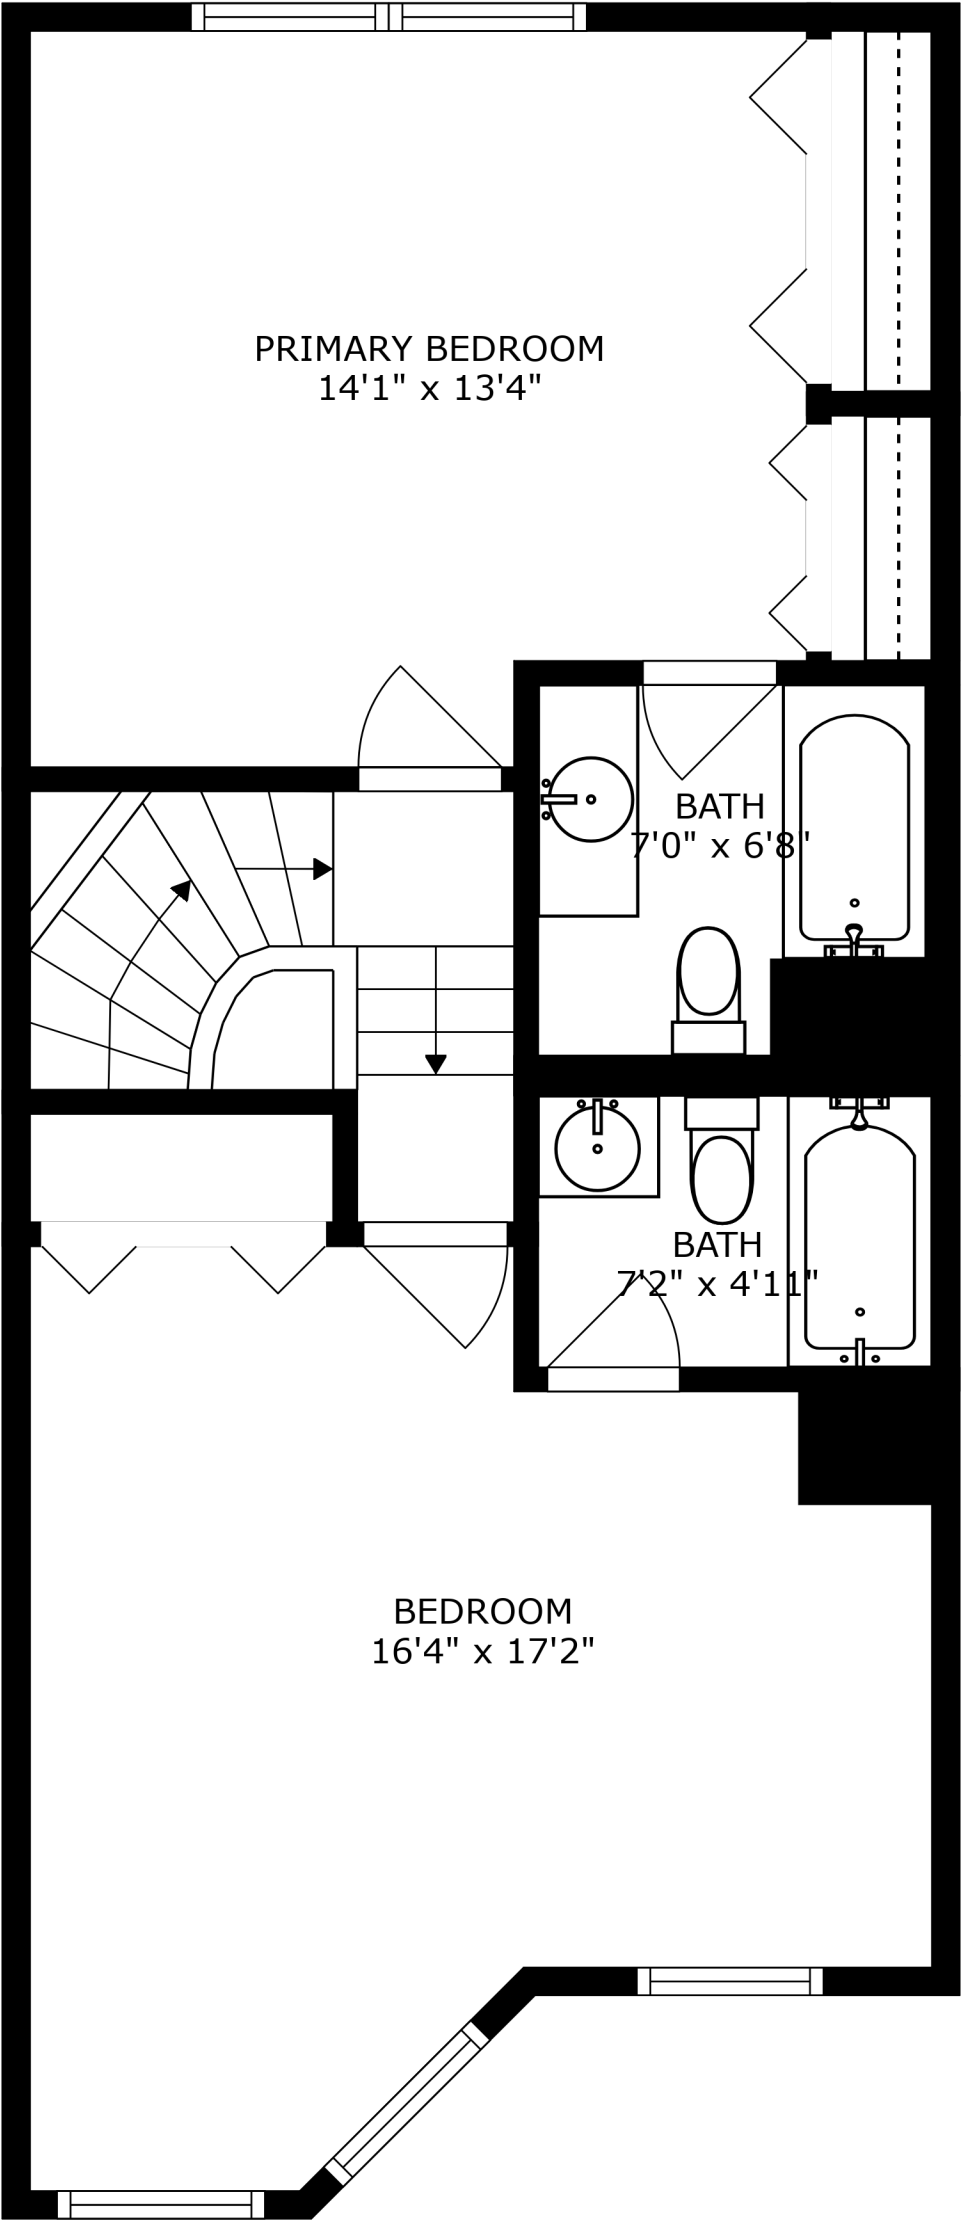 PRIMARY BEDROOM
14'1" x 13'4"
BATH
7'0" x 6'8"
BATH
7'2" x 4'11"
BEDROOM
16'4" x 17'2"